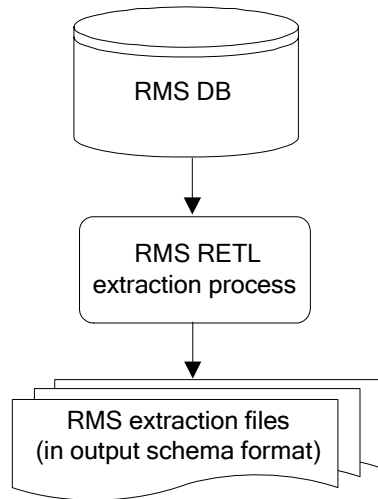 RMS DB
RMS RETL
extraction process
RMS extraction files
(in output schema format)